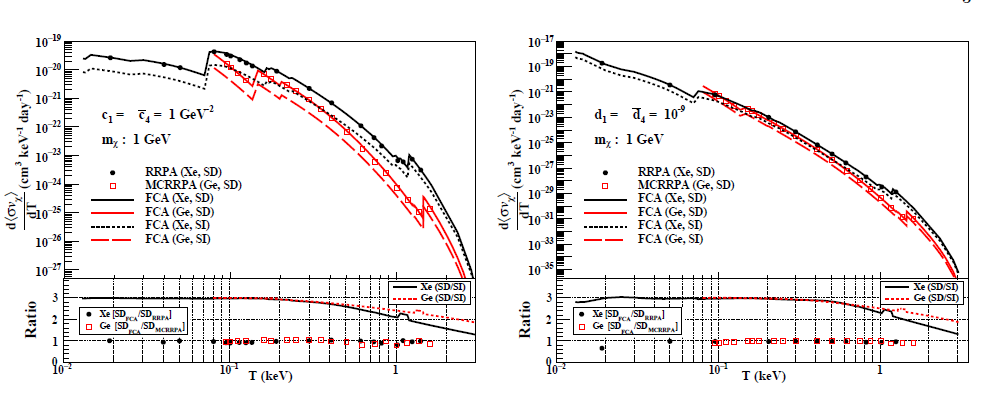 10⁻¹⁹
10⁻²⁰
10⁻²¹
10⁻²²
10⁻²³
10⁻²⁴
10⁻²⁵
10⁻²⁶
10⁻²⁷
d⟨σνχ⟩/dT (cm³ keV⁻¹ day⁻¹)
c₁ = c̄₄ = 1 GeV⁻²
mχ : 1 GeV
RRPA (Xe, SD)
MCRRPA (Ge, SD)
FCA (Xe, SD)
FCA (Ge, SD)
FCA (Xe, SI)
FCA (Ge, SI)
Xe (SD/SI)
Ge (SD/SI)
Xe [SD_FCA/SD_RRPA]
Ge [SD_FCA/SD_MCRRPA]
Ratio
3
2
1
0
10⁻²
10⁻¹
1
T (keV)
10⁻¹⁷
10⁻¹⁹
10⁻²¹
10⁻²³
10⁻²⁵
10⁻²⁷
10⁻²⁹
10⁻³¹
10⁻³³
10⁻³⁵
d⟨σνχ⟩/dT (cm³ keV⁻¹ day⁻¹)
d₁ = d̄₄ = 10⁻⁹
mχ : 1 GeV
RRPA (Xe, SD)
MCRRPA (Ge, SD)
FCA (Xe, SD)
FCA (Ge, SD)
FCA (Xe, SI)
FCA (Ge, SI)
Xe (SD/SI)
Ge (SD/SI)
Xe [SD_FCA/SD_RRPA]
Ge [SD_FCA/SD_MCRRPA]
Ratio
3
2
1
0
10⁻²
10⁻¹
1
T (keV)